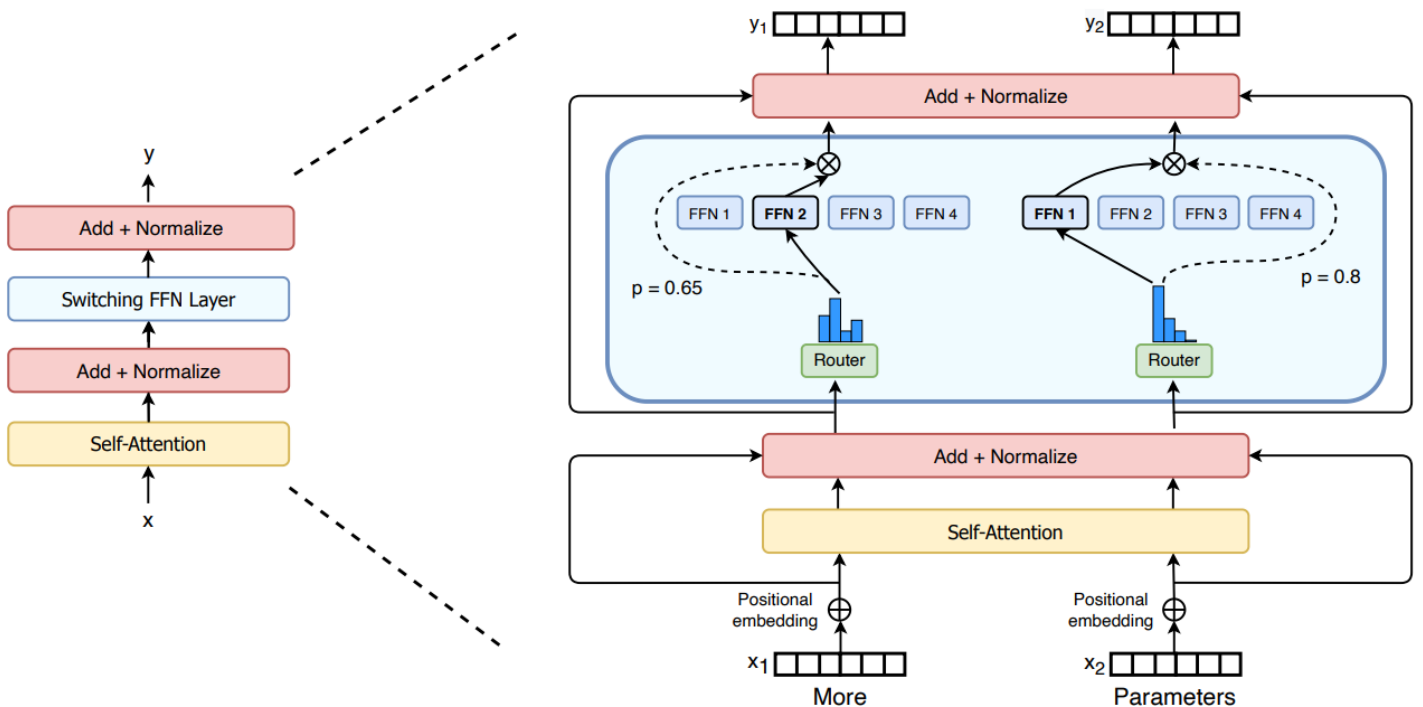 y
Add + Normalize
Switching FFN Layer
Add + Normalize
Self-Attention
x
y1
y2
Add + Normalize
FFN 1
FFN 2
FFN 3
FFN 4
FFN 1
FFN 2
FFN 3
FFN 4
p = 0.65
p = 0.8
Router
Router
Add + Normalize
Self-Attention
Positional
embedding
Positional
embedding
x1
x2
More
Parameters